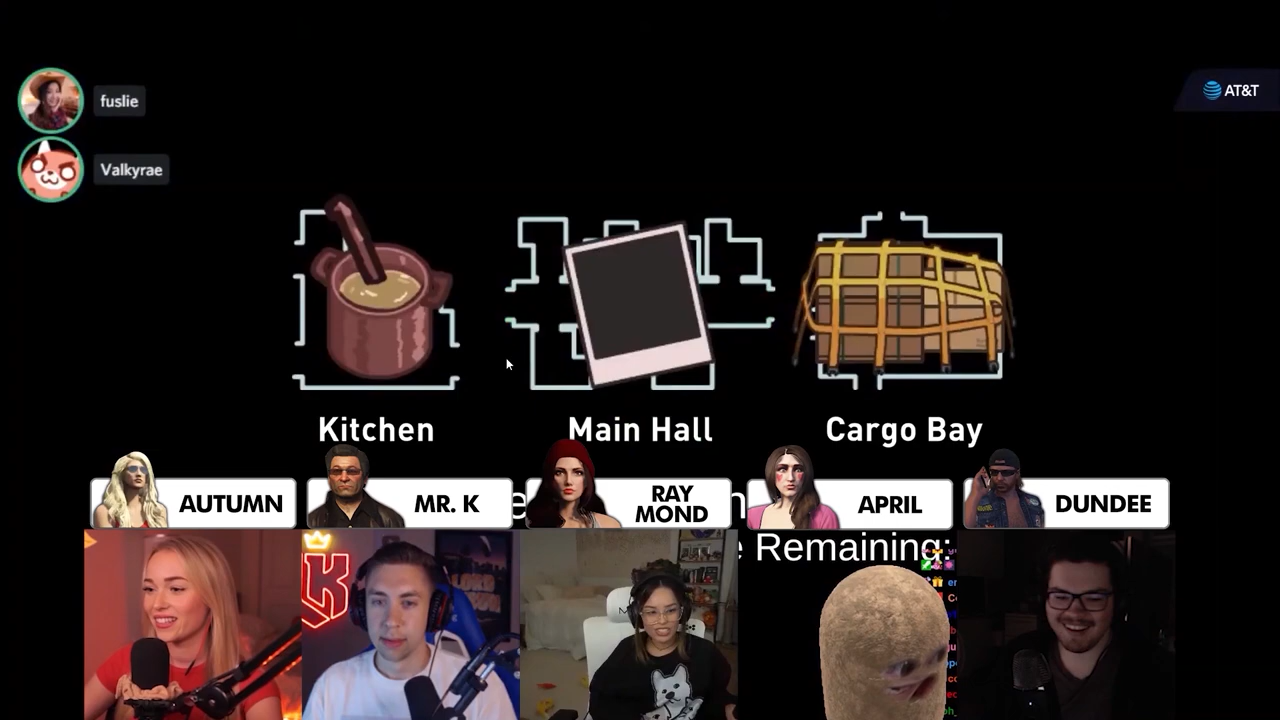 fuslie
AT&T
Valkyrae
Kitchen
Main Hall
Cargo Bay
AUTUMN
MR. K
RAY
MOND
APRIL
DUNDEE
Remaining: